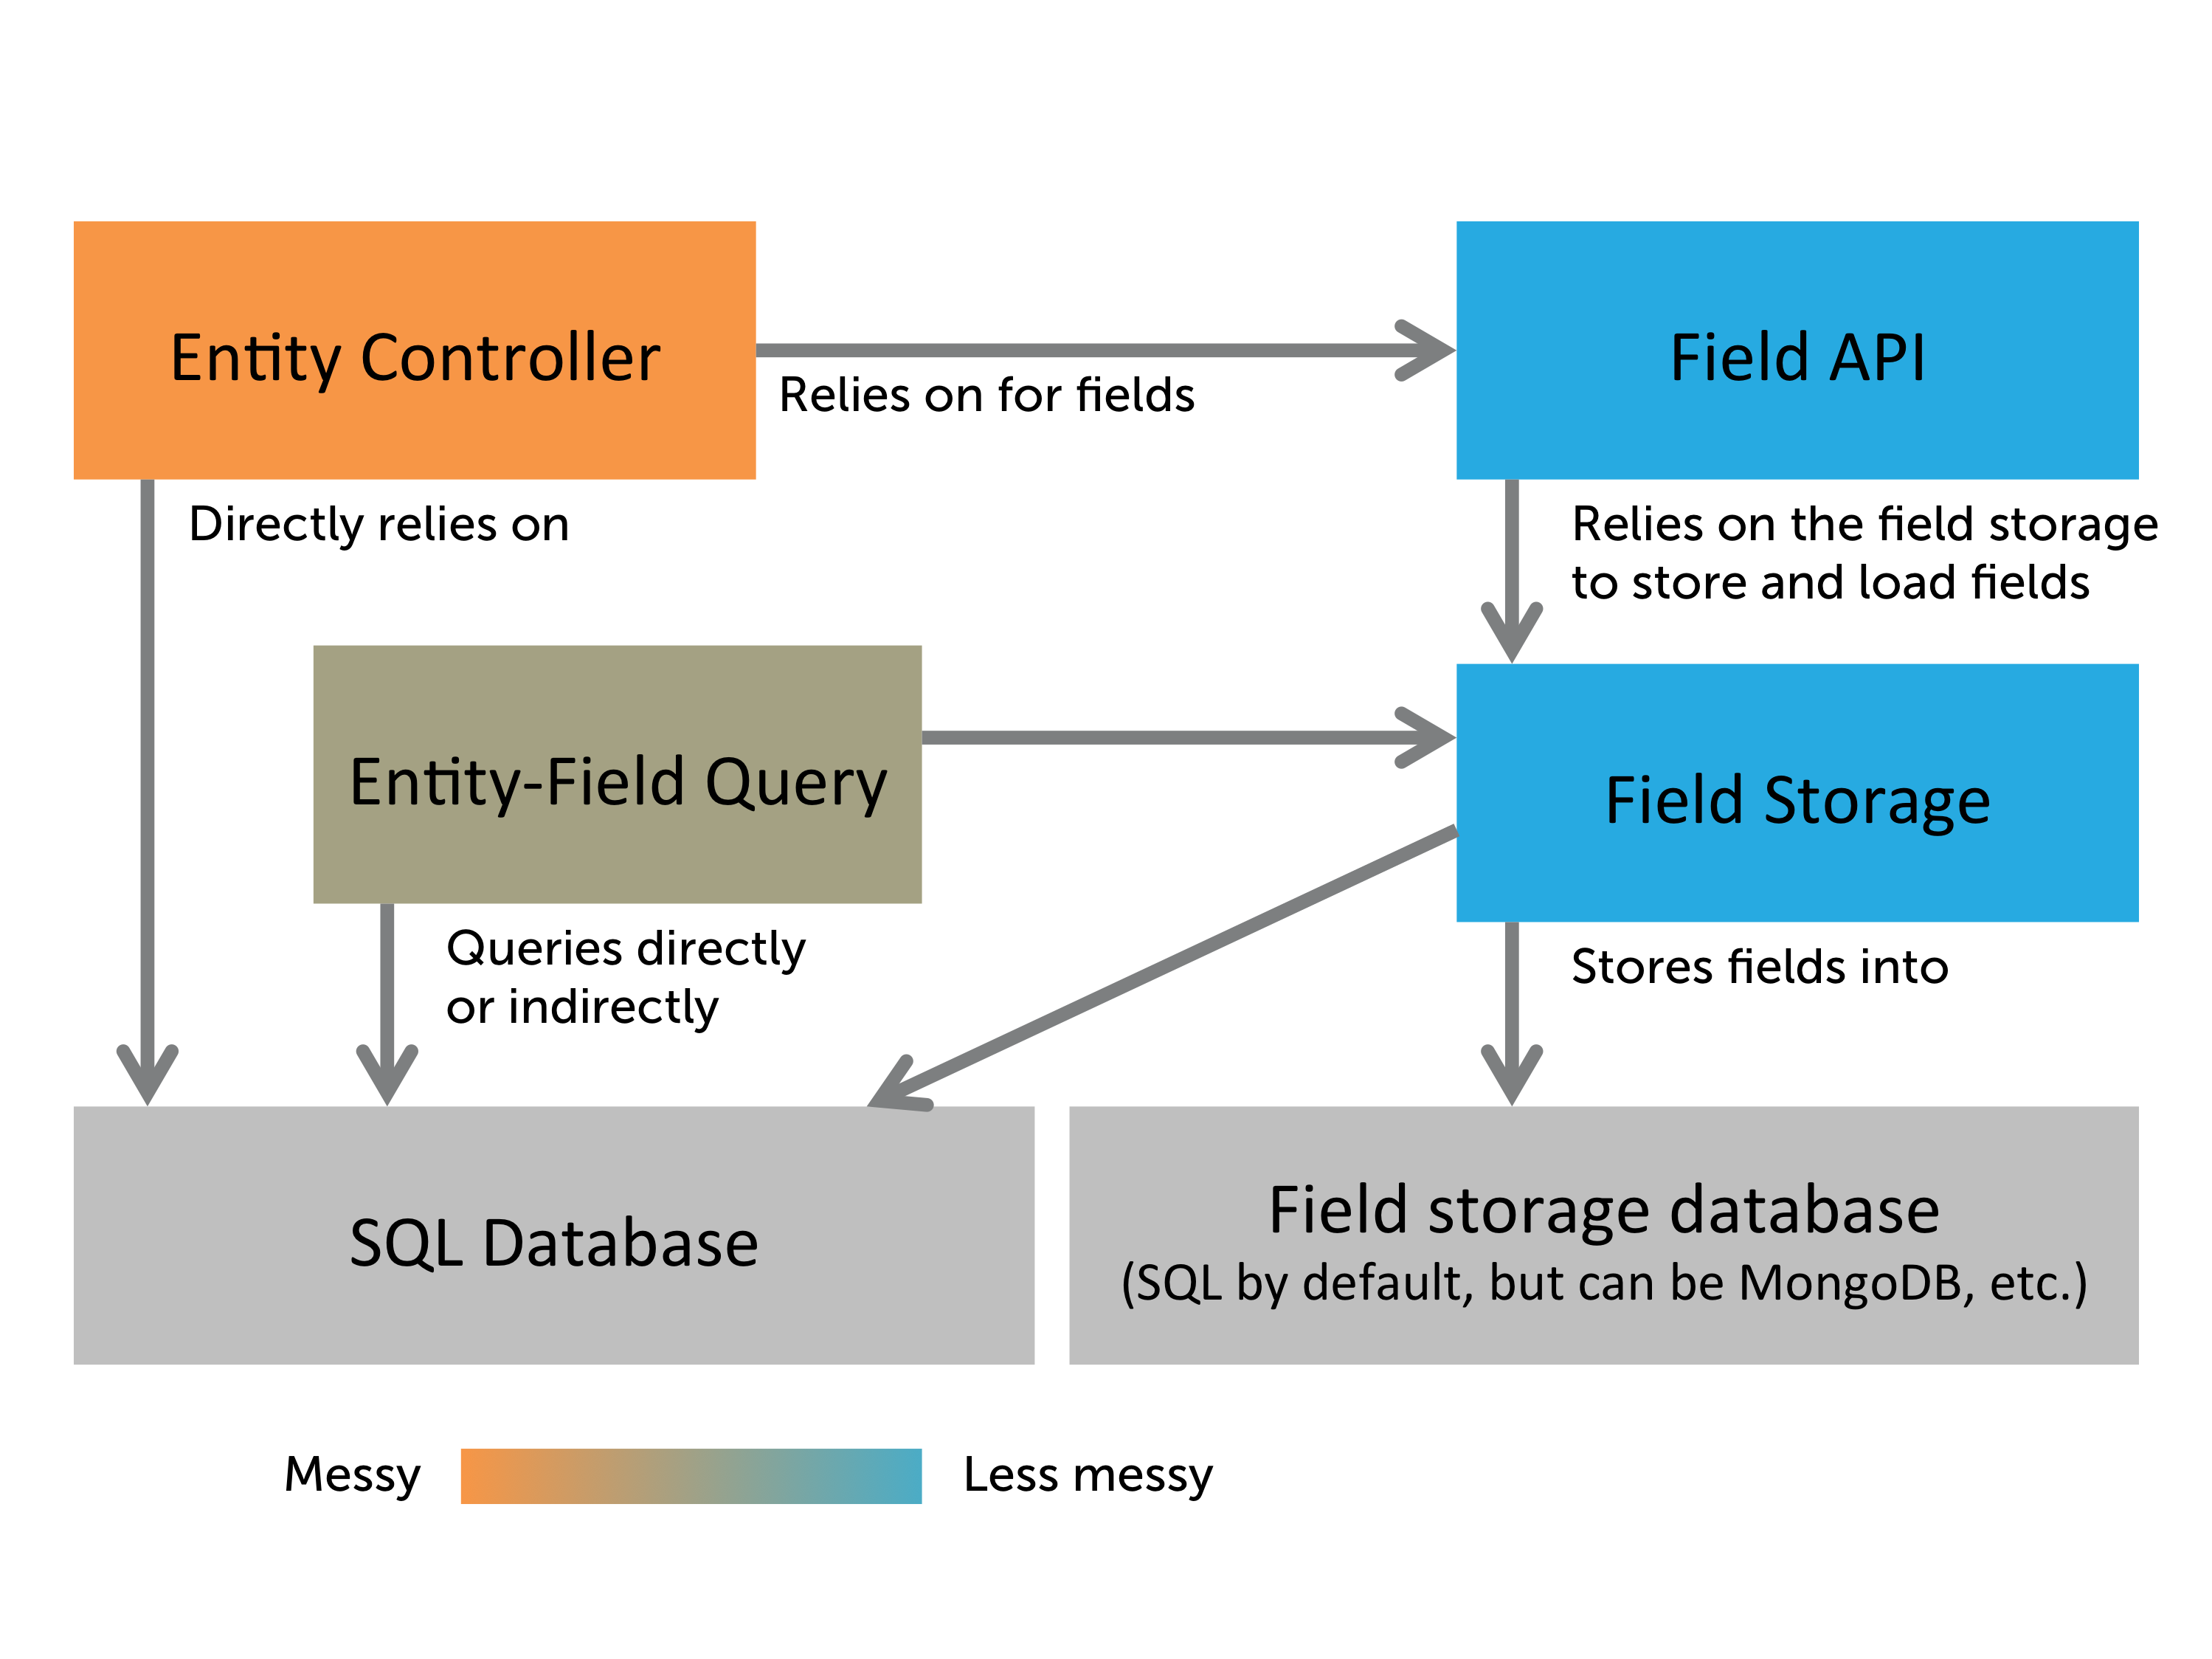 Entity Controller
Field API
Relies on for fields
Directly relies on
Relies on the field storage
to store and load fields
Entity-Field Query
Field Storage
Queries directly
or indirectly
Stores fields into
SQL Database
Field storage database
(SQL by default, but can be MongoDB, etc.)
Messy
Less messy